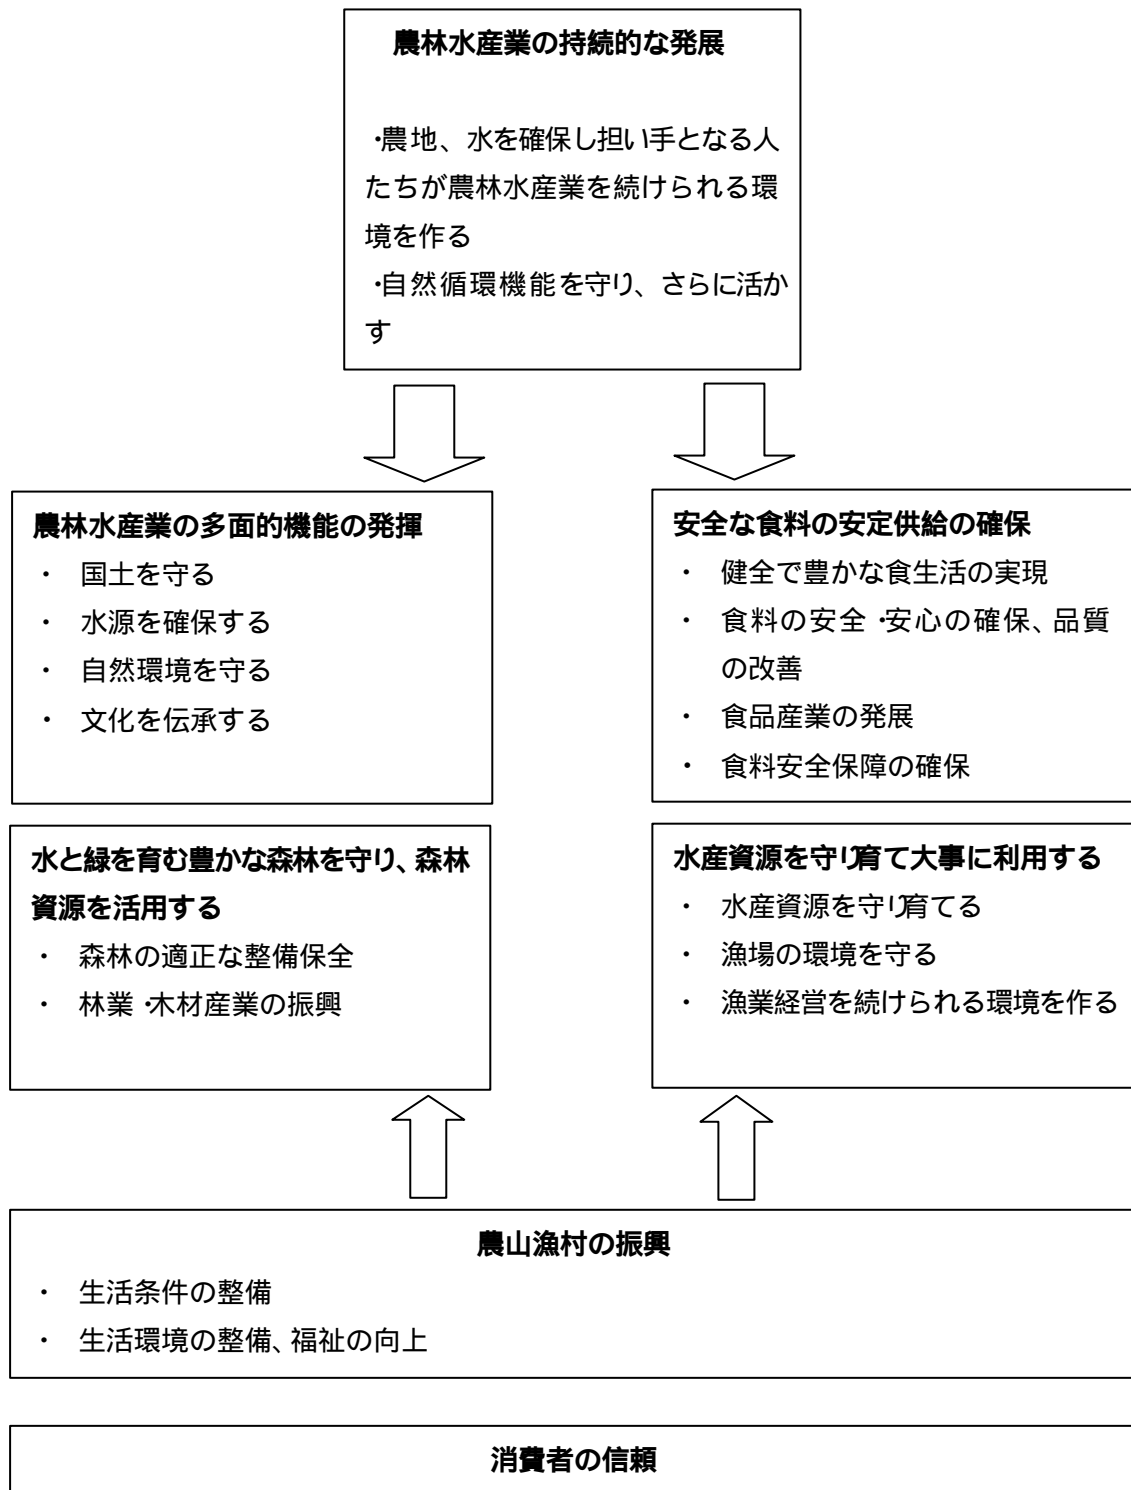 農林水産業の持続的な発展
・農地、水を確保し担い手となる人
たちが農林水産業を続けられる環
境を作る
・自然循環機能を守り、さらに活か
す
農林水産業の多面的機能の発揮
・ 国土を守る
・ 水源を確保する
・ 自然環境を守る
・ 文化を伝承する
安全な食料の安定供給の確保
・ 健全で豊かな食生活の実現
・ 食料の安全・安心の確保、品質
の改善
・ 食品産業の発展
・ 食料安全保障の確保
水と緑を育む豊かな森林を守り、森林
資源を活用する
・ 森林の適正な整備保全
・ 林業・木材産業の振興
水産資源を守り育て大事に利用する
・ 水産資源を守り育てる
・ 漁場の環境を守る
・ 漁業経営を続けられる環境を作る
農山漁村の振興
・ 生活条件の整備
・ 生活環境の整備、福祉の向上
消費者の信頼